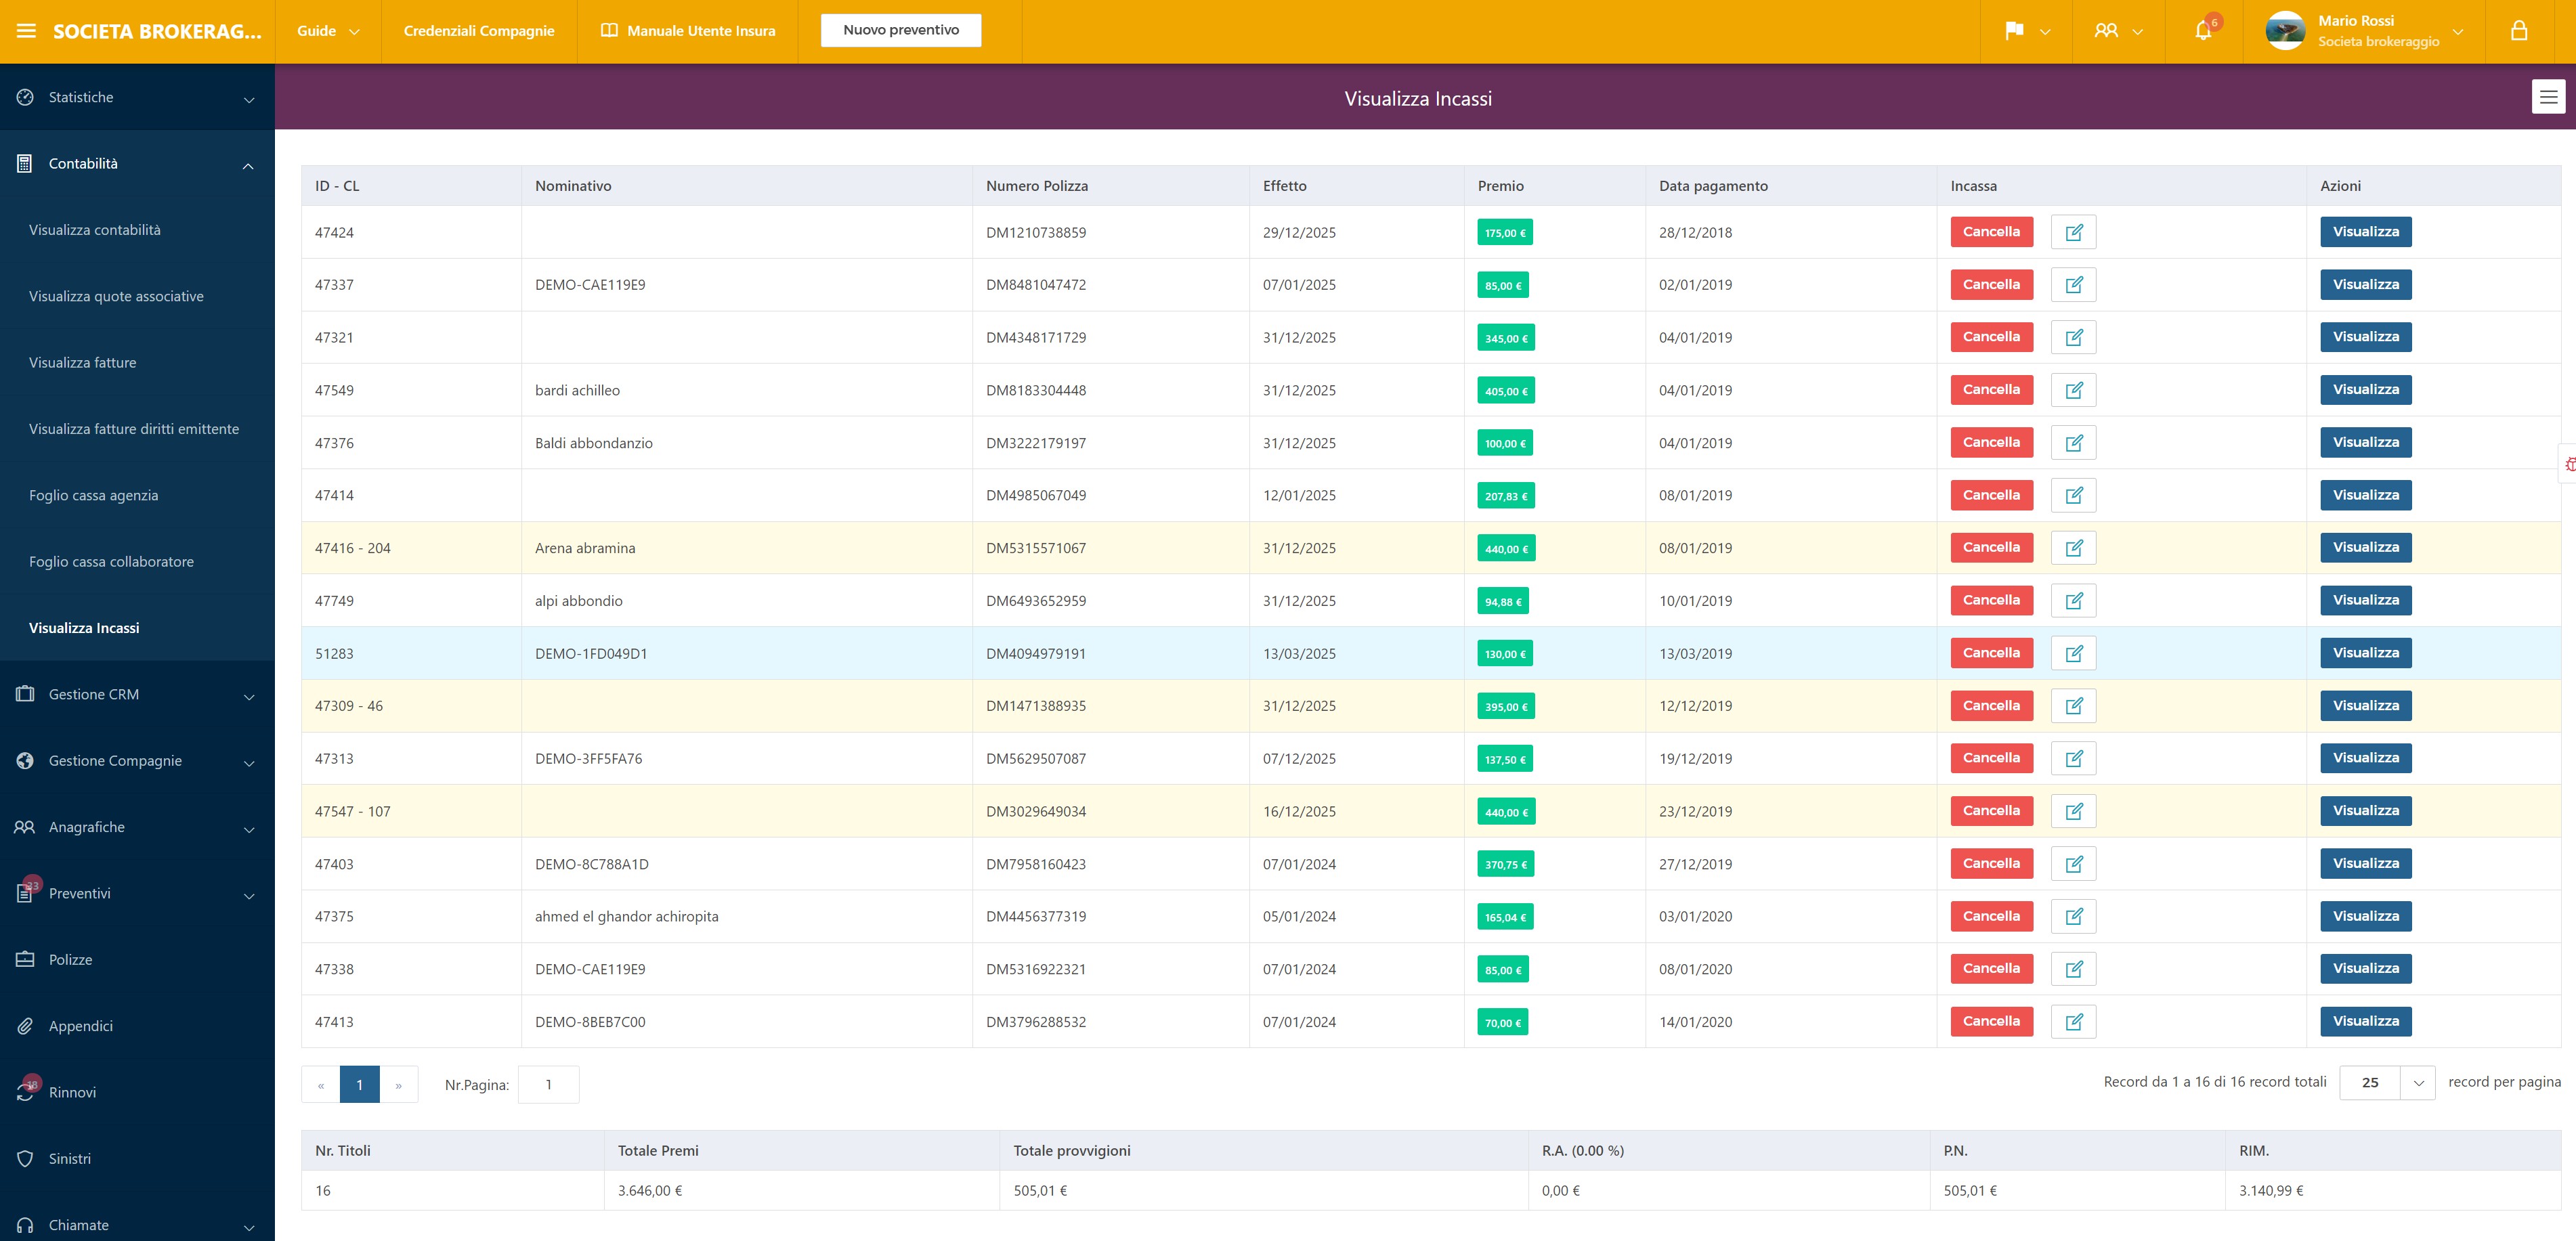 SOCIETA BROKERAG...
Guide
Credenziali Compagnie
Manuale Utente Insura
Nuovo preventivo
6
Mario Rossi
Societa brokeraggio
Statistiche
Contabilità
Visualizza contabilità
Visualizza quote associative
Visualizza fatture
Visualizza fatture diritti emittente
Foglio cassa agenzia
Foglio cassa collaboratore
Visualizza Incassi
Gestione CRM
Gestione Compagnie
Anagrafiche
33
Preventivi
Polizze
Appendici
18
Rinnovi
Sinistri
Chiamate
Visualizza Incassi
ID - CL Nominativo Numero Polizza Effetto Premio Data pagamento Incassa Azioni
47424 DM1210738859 29/12/2025 175,00 € 28/12/2018 Cancella Visualizza
47337 DEMO-CAE119E9 DM8481047472 07/01/2025 85,00 € 02/01/2019 Cancella Visualizza
47321 DM4348171729 31/12/2025 345,00 € 04/01/2019 Cancella Visualizza
47549 bardi achilleo DM8183304448 31/12/2025 405,00 € 04/01/2019 Cancella Visualizza
47376 Baldi abbondanzio DM3222179197 31/12/2025 100,00 € 04/01/2019 Cancella Visualizza
47414 DM4985067049 12/01/2025 207,83 € 08/01/2019 Cancella Visualizza
47416 - 204 Arena abramina DM5315571067 31/12/2025 440,00 € 08/01/2019 Cancella Visualizza
47749 alpi abbondio DM6493652959 31/12/2025 94,88 € 10/01/2019 Cancella Visualizza
51283 DEMO-1FD049D1 DM4094979191 13/03/2025 130,00 € 13/03/2019 Cancella Visualizza
47309 - 46 DM1471388935 31/12/2025 395,00 € 12/12/2019 Cancella Visualizza
47313 DEMO-3FF5FA76 DM5629507087 07/12/2025 137,50 € 19/12/2019 Cancella Visualizza
47547 - 107 DM3029649034 16/12/2025 440,00 € 23/12/2019 Cancella Visualizza
47403 DEMO-8C788A1D DM7958160423 07/01/2024 370,75 € 27/12/2019 Cancella Visualizza
47375 ahmed el ghandor achiropita DM4456377319 05/01/2024 165,04 € 03/01/2020 Cancella Visualizza
47338 DEMO-CAE119E9 DM5316922321 07/01/2024 85,00 € 08/01/2020 Cancella Visualizza
47413 DEMO-8BEB7C00 DM3796288532 07/01/2024 70,00 € 14/01/2020 Cancella Visualizza
« 1 » Nr.Pagina: 1 Record da 1 a 16 di 16 record totali 25 record per pagina
Nr. Titoli Totale Premi Totale provvigioni R.A. (0.00 %) P.N. RIM.
16 3.646,00 € 505,01 € 0,00 € 505,01 € 3.140,99 €